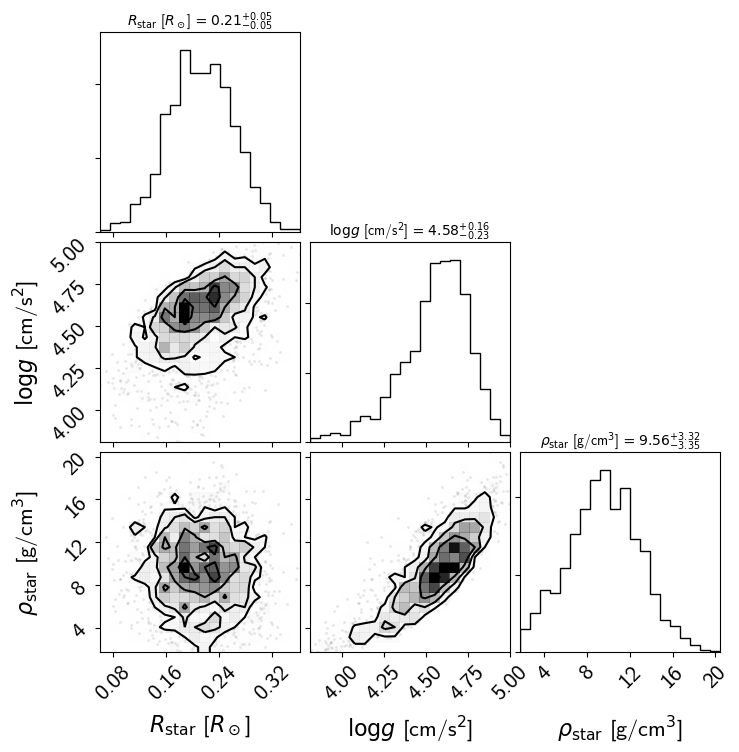 R_star [R_⊙] = 0.21^{+0.05}_{−0.05}
5.00
4.75
4.50
4.25
4.00
log g [cm/s²]
log g [cm/s²] = 4.58^{+0.16}_{−0.23}
20
16
12
8
4
ρ_star [g/cm³]
ρ_star [g/cm³] = 9.56^{+3.32}_{−3.35}
0.08 0.16 0.24 0.32
4.00 4.25 4.50 4.75 5.00
4 8 12 16 20
R_star [R_⊙]
log g [cm/s²]
ρ_star [g/cm³]